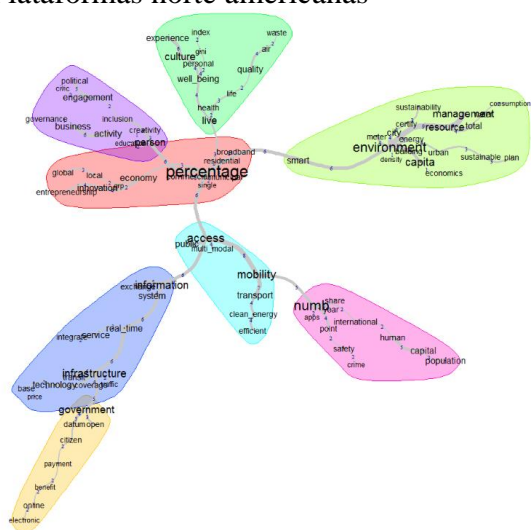 lataformas norte americanas
experience
index
waste
culture
gini
air
personal
well_being
quality
life
health
live
political
civic
engagement
governance
inclusion
business
creativity
activity
education
person
global
local
economy
innovation
entrepreneurship
broadband
residential
percentage
single
smart
sustainability
consumption
certify
management
resource
total
city
meter
energy
environment
building
urban
density
capita
sustainable_plan
economics
access
public
multi_modal
mobility
transport
clean_energy
efficient
information
exchange
system
real_time
integrate
service
infrastructure
transit
base
technology
coverage
traffic
price
government
datum
open
citizen
payment
benefit
online
electronic
numb
share
year
apps
international
point
human
safety
capital
crime
population